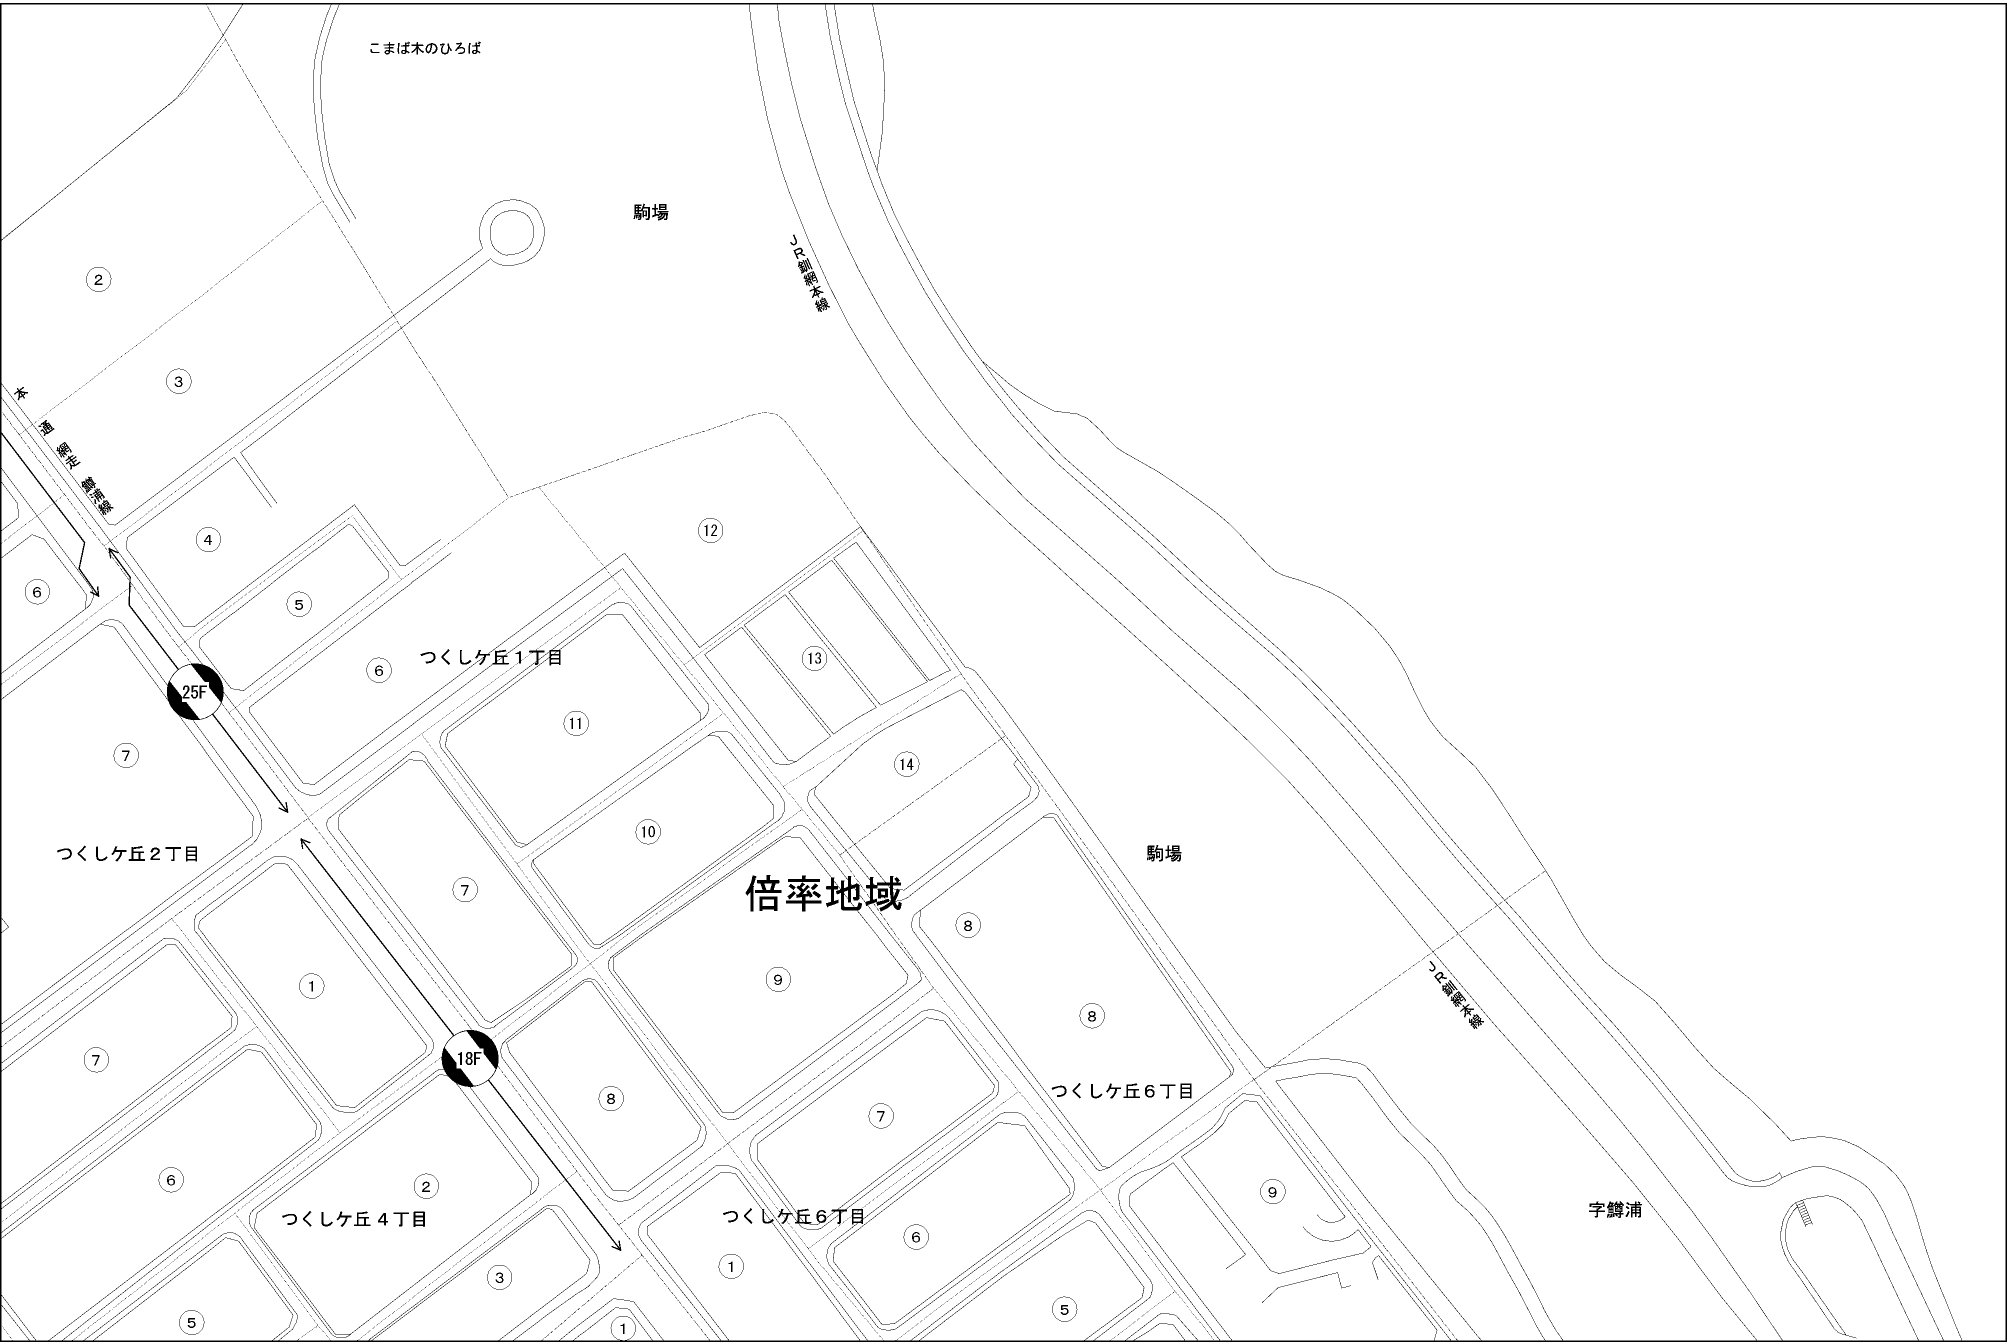 こまば木のひろば
駒場
JR釧網本線
②
③
本
通
網走
鱒浦線
④
⑤
⑥
⑥
⑫
⑬
つくしケ丘１丁目
⑪
25F
⑦
⑭
⑩
つくしケ丘２丁目
倍率地域
駒場
⑦
⑧
⑨
①
JR釧網本線
⑧
18F
⑦
⑧
⑦
つくしケ丘６丁目
⑥
②
⑨
つくしケ丘４丁目
つくしケ丘６丁目
字鱒浦
⑥
①
③
⑤
⑤
①